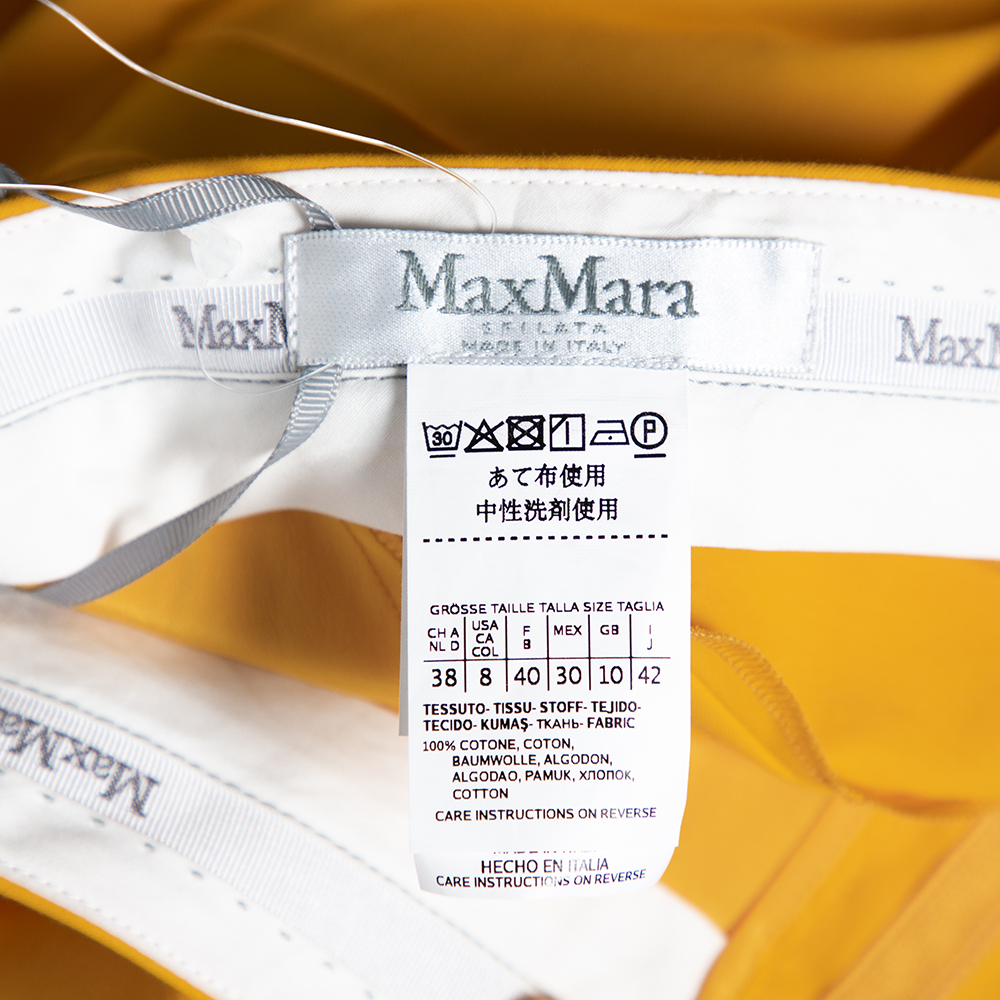 MaxMara
SFILATA
MADE IN ITALY
MaxM
MaxM
30
P
あて布使用
中性洗剤使用
GRÖSSE TAILLE TALLA SIZE TAGLIA
CH A NL D USA CA COL F B MEX GB I J
38 8 40 30 10 42
TESSUTO- TISSU- STOFF- TEJIDO-
TECIDO- KUMAŞ- ТКАНЬ- FABRIC
100% COTONE, COTON,
BAUMWOLLE, ALGODON,
ALGODAO, PAMUK, ХЛОПОК,
COTTON
CARE INSTRUCTIONS ON REVERSE
HECHO EN ITALIA
CARE INSTRUCTIONS ON REVERSE
MaxMa
M